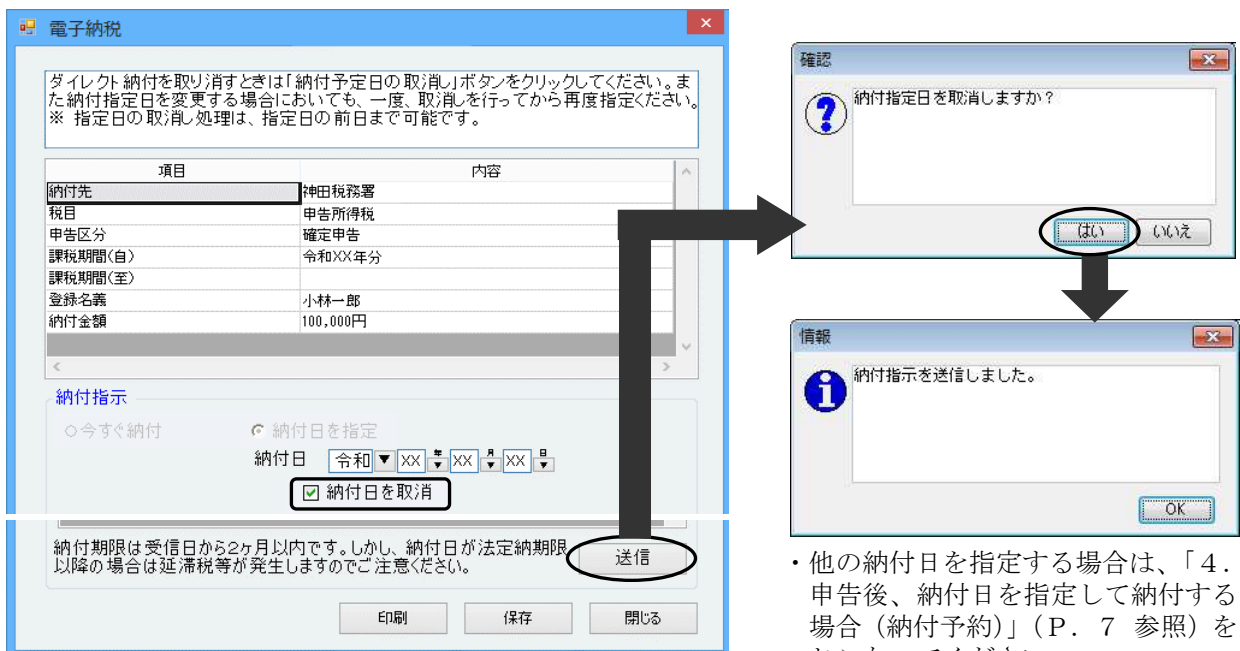 電子納税
ダイレクト納付を取り消すときは「納付予定日の取消し」ボタンをクリックしてください。ま
た納付指定日を変更する場合においても、一度、取消しを行ってから再度指定ください。
※ 指定日の取消し処理は、指定日の前日まで可能です。
項目 内容
納付先 神田税務署
税目 申告所得税
申告区分 確定申告
課税期間(自) 令和XX年分
課税期間(至)
登録名義 小林一郎
納付金額 100,000円
納付指示
今すぐ納付 納付日を指定
納付日 令和 XX 年 XX 月 XX 日
納付日を取消
納付期限は受信日から2ヶ月以内です。しかし、納付日が法定納期限
以降の場合は延滞税等が発生しますのでご注意ください。
送信
印刷 保存 閉じる
確認
納付指定日を取消しますか?
はい いいえ
情報
納付指示を送信しました。
OK
・他の納付日を指定する場合は、「4.
申告後、納付日を指定して納付する
場合(納付予約)」(P.7 参照)を